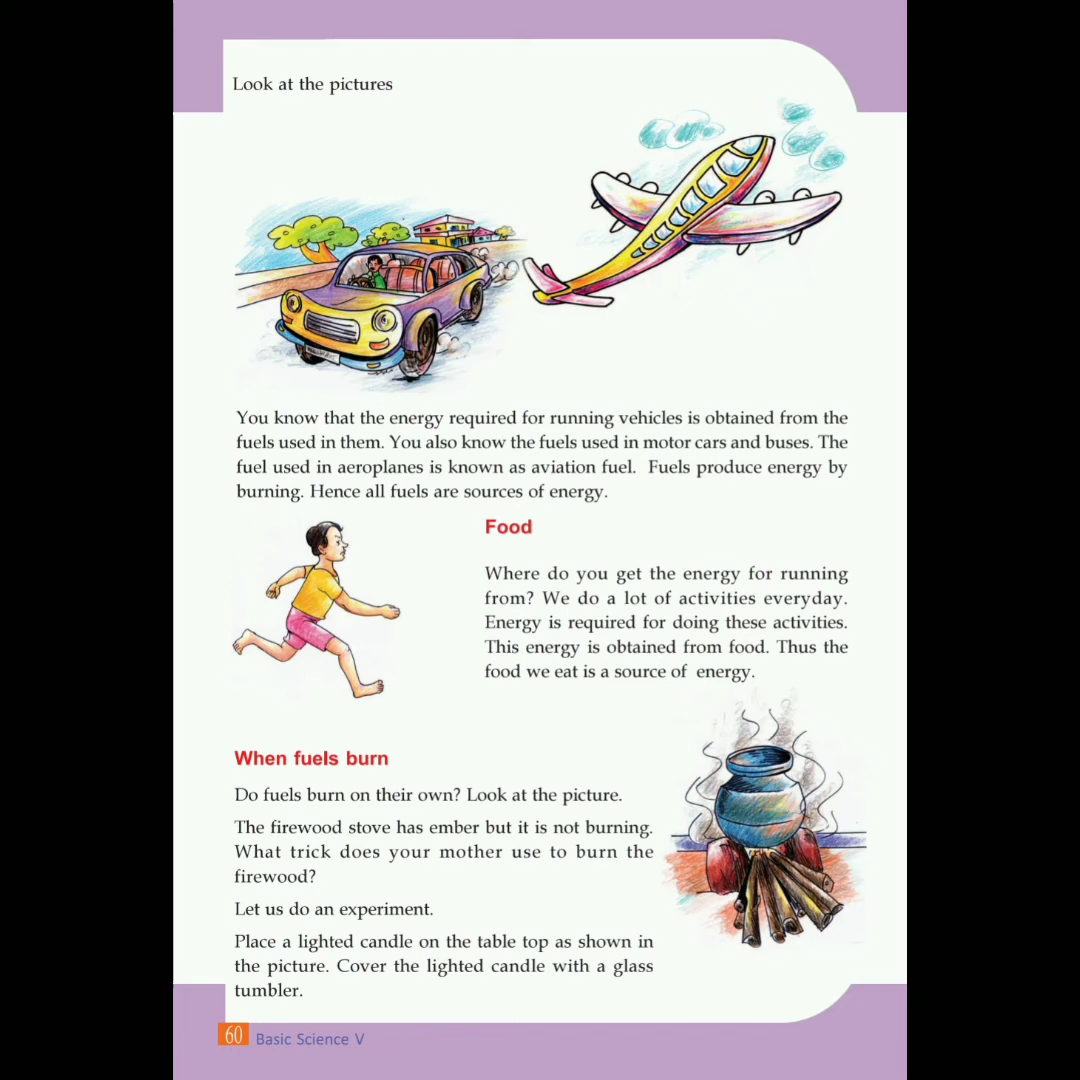 Look at the pictures
You know that the energy required for running vehicles is obtained from the
fuels used in them. You also know the fuels used in motor cars and buses. The
fuel used in aeroplanes is known as aviation fuel. Fuels produce energy by
burning. Hence all fuels are sources of energy.
Food
Where do you get the energy for running
from? We do a lot of activities everyday.
Energy is required for doing these activities.
This energy is obtained from food. Thus the
food we eat is a source of energy.
When fuels burn
Do fuels burn on their own? Look at the picture.
The firewood stove has ember but it is not burning.
What trick does your mother use to burn the
firewood?
Let us do an experiment.
Place a lighted candle on the table top as shown in
the picture. Cover the lighted candle with a glass
tumbler.
60 Basic Science V